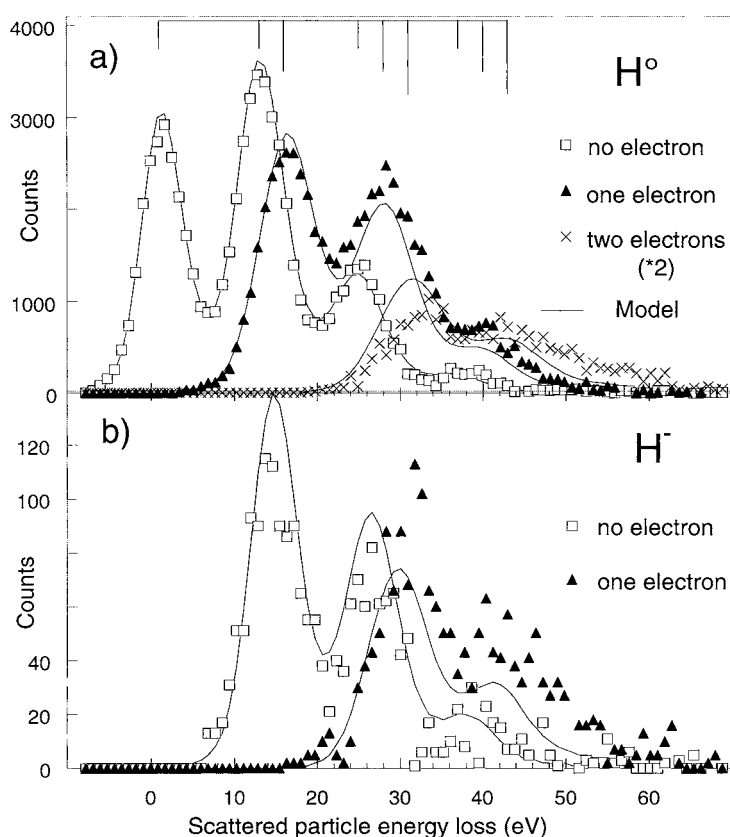 4000
a)
H°
3000
no electron
one electron
two electrons
(*2)
Model
Counts
1000
0
b)
H-
120
100
no electron
one electron
Counts
40
20
0
0
10
20
30
40
50
60
Scattered particle energy loss (eV)